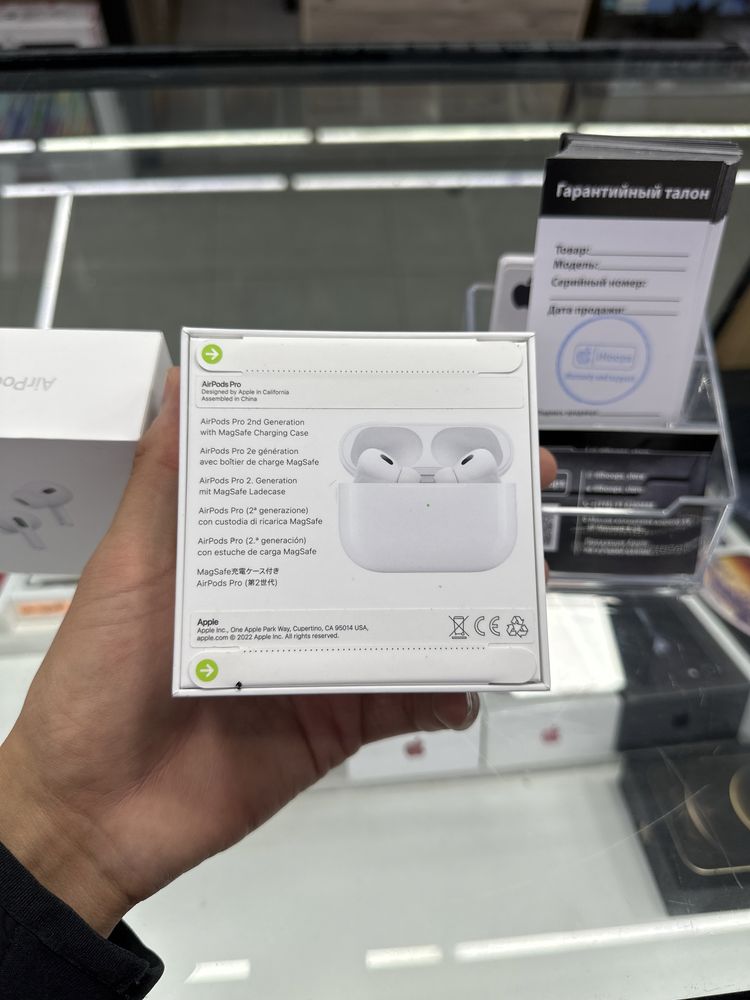 Гарантийный талон
Товар:
Модель:
Серийный номер:
Дата продажи:
AirPods Pro
Designed by Apple in California
Assembled in China
AirPods Pro 2nd Generation
with MagSafe Charging Case
AirPods Pro 2e génération
avec boîtier de charge MagSafe
AirPods Pro 2. Generation
mit MagSafe Ladecase
AirPods Pro (2ª generazione)
con custodia di ricarica MagSafe
AirPods Pro (2.ª generación)
con estuche de carga MagSafe
MagSafe充電ケース付き
AirPods Pro (第2世代)
Apple
Apple Inc., One Apple Park Way, Cupertino, CA 95014 USA,
apple.com © 2022 Apple Inc. All rights reserved.
CE